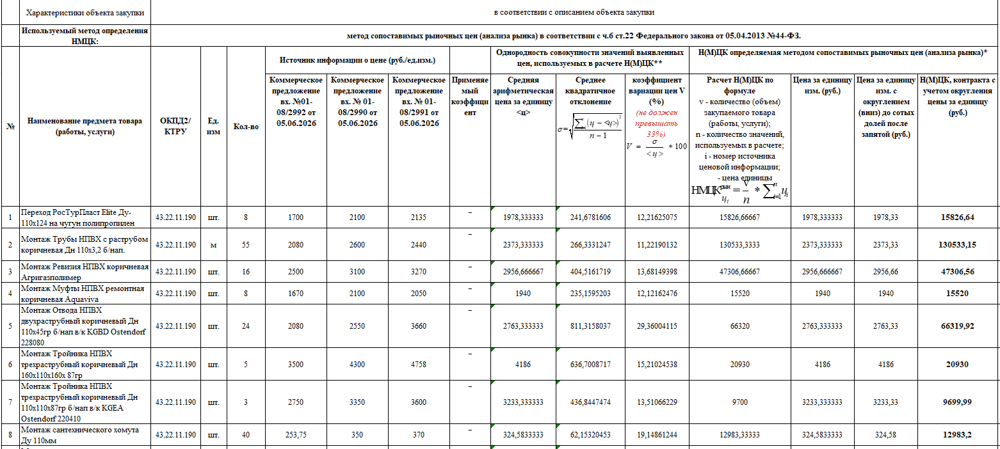 Характеристики объекта закупки
в соответствии с описанием объекта закупки
Используемый метод определения
НМЦК:
метод сопоставимых рыночных цен (анализа рынка) в соответствии с ч.6 ст.22 Федерального закона от 05.04.2013 №44-ФЗ.
№
Наименование предмета товара
(работы, услуги)
ОКПД2/
КТРУ
Ед.
изм
Кол-во
Источник информации о цене (руб./ед.изм.)
Коммерческое
предложение
вх. №01-
08/2992 от
05.06.2026
Коммерческое
предложение
вх. № 01-
08/2990 от
05.06.2026
Коммерческое
предложение
вх. № 01-
08/2991 от
05.06.2026
Применяе
мый
коэффици
ент
Однородность совокупности значений выявленных
цен, используемых в расчете Н(М)ЦК**
Средняя
арифметическая
цена за единицу
<ц>
Среднее
квадратичное
отклонение
σ = √(∑(ц − <ц>)² / (n − 1))
коэффициент
вариации цен V
(%)
(не должен
превышать
33%)
V = σ / <ц> * 100
Н(М)ЦК определяемая методом сопоставимых рыночных цен (анализа рынка)*
Расчет Н(М)ЦК по
формуле
v - количество (объем)
закупаемого товара
(работы, услуги);
n - количество значений,
используемых в расчете;
i - номер источника
ценовой информации;
- цена единицы
НМЦК рын = v / n * ∑ n i=1 ц i
ц i
Цена за единицу
изм. (руб.)
Цена за единицу
изм. с
округлением
(вниз) до сотых
долей после
запятой (руб.)
Н(М)ЦК, контракта с
учетом округления
цены за единицу
(руб.)
1 Переход РосТурПласт Elite Ду-
110х124 на чугун полипропилен 43.22.11.190 шт. 8 1700 2100 2135 – 1978,333333 241,6781606 12,21625075 15826,66667 1978,333333 1978,33 15826,64
2 Монтаж Трубы НПВХ с раструбом
коричневая Дн 110х3,2 б/нап. 43.22.11.190 м 55 2080 2600 2440 – 2373,333333 266,3331247 11,22190132 130533,3333 2373,333333 2373,33 130533,15
3 Монтаж Ревизия НПВХ коричневая
Агригазполимер 43.22.11.190 шт. 16 2500 3100 3270 – 2956,666667 404,5161719 13,68149398 47306,66667 2956,666667 2956,66 47306,56
4 Монтаж Муфты НПВХ ремонтная
коричневая Aquaviva 43.22.11.190 шт. 8 1670 2100 2050 – 1940 235,1595203 12,12162476 15520 1940 1940 15520
5 Монтаж Отвода НПВХ
двухраструбный коричневый Дн
110х45гр б/нап в/к KGBD Ostendorf
228080 43.22.11.190 шт. 24 2080 2550 3660 – 2763,333333 811,3158037 29,36004115 66320 2763,333333 2763,33 66319,92
6 Монтаж Тройника НПВХ
трехраструбный коричневый Дн
160х110х160х 87гр 43.22.11.190 шт. 5 3500 4300 4758 – 4186 636,7008717 15,21024538 20930 4186 4186 20930
7 Монтаж Тройника НПВХ
трехраструбный коричневый Дн
110х110х87гр б/нап в/к KGEA
Ostendorf 220410 43.22.11.190 шт. 3 2750 3350 3600 – 3233,333333 436,8447474 13,51066229 9700 3233,333333 3233,33 9699,99
8 Монтаж сантехнического хомута
Ду 110мм 43.22.11.190 шт. 40 253,75 350 370 – 324,5833333 62,15320453 19,14861244 12983,33333 324,5833333 324,58 12983,2